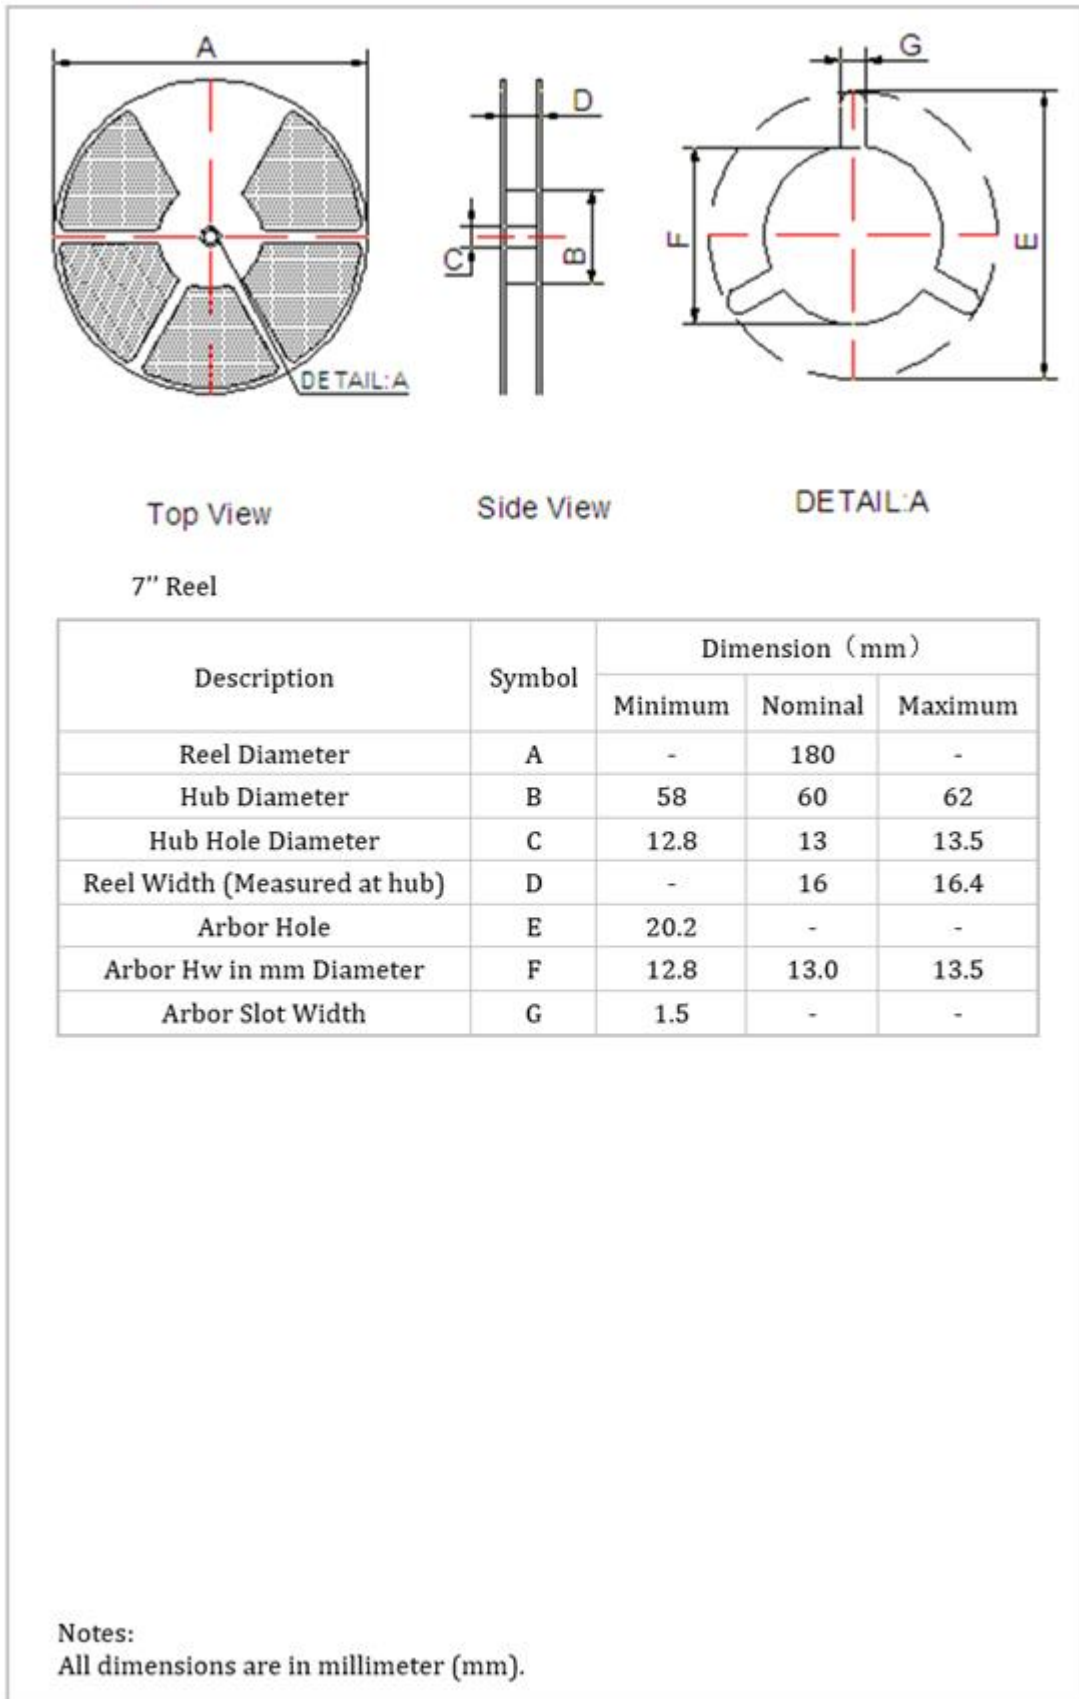 A
G
D
F
E
C
B
DETAIL:A
Top View
Side View
DETAIL:A
7’’ Reel
Description Symbol Dimension（mm）
Minimum Nominal Maximum
Reel Diameter A - 180 -
Hub Diameter B 58 60 62
Hub Hole Diameter C 12.8 13 13.5
Reel Width (Measured at hub) D - 16 16.4
Arbor Hole E 20.2 - -
Arbor Hw in mm Diameter F 12.8 13.0 13.5
Arbor Slot Width G 1.5 - -
Notes:
All dimensions are in millimeter (mm).